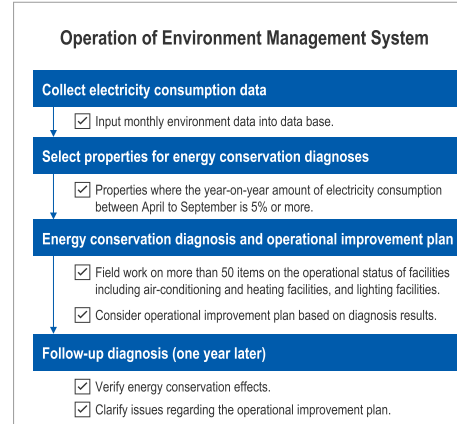 Operation of Environment Management System
Collect electricity consumption data
Input monthly environment data into data base.
Select properties for energy conservation diagnoses
Properties where the year-on-year amount of electricity consumption
between April to September is 5% or more.
Energy conservation diagnosis and operational improvement plan
Field work on more than 50 items on the operational status of facilities
including air-conditioning and heating facilities, and lighting facilities.
Consider operational improvement plan based on diagnosis results.
Follow-up diagnosis (one year later)
Verify energy conservation effects.
Clarify issues regarding the operational improvement plan.